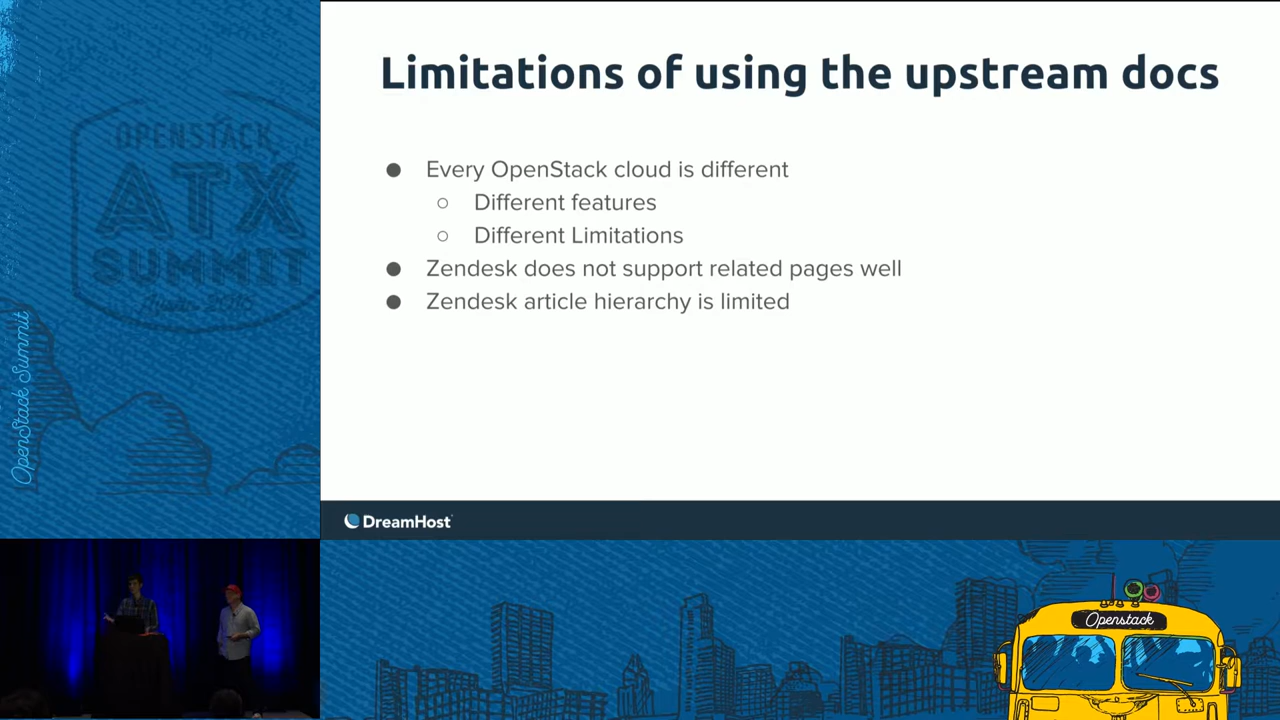 Limitations of using the upstream docs
● Every OpenStack cloud is different
○ Different features
○ Different Limitations
● Zendesk does not support related pages well
● Zendesk article hierarchy is limited
DreamHost
OPENSTACK
ATX
SUMMIT
OpenStack Summit
Openstack